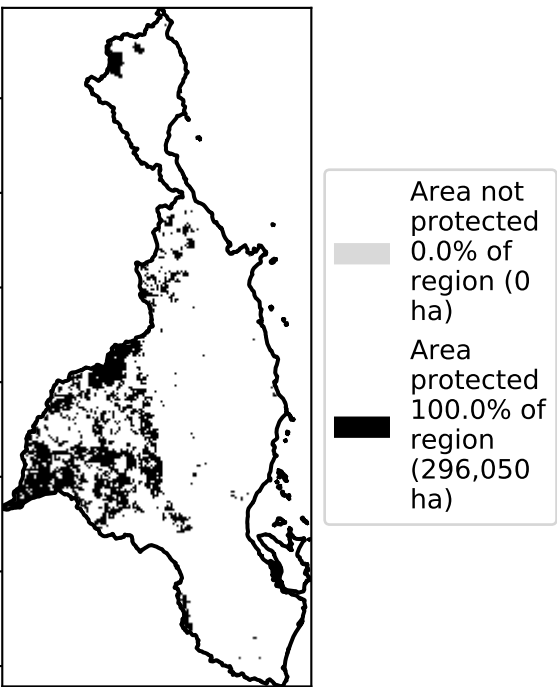 Area not
protected
0.0% of
region (0
ha)
Area
protected
100.0% of
region
(296,050
ha)